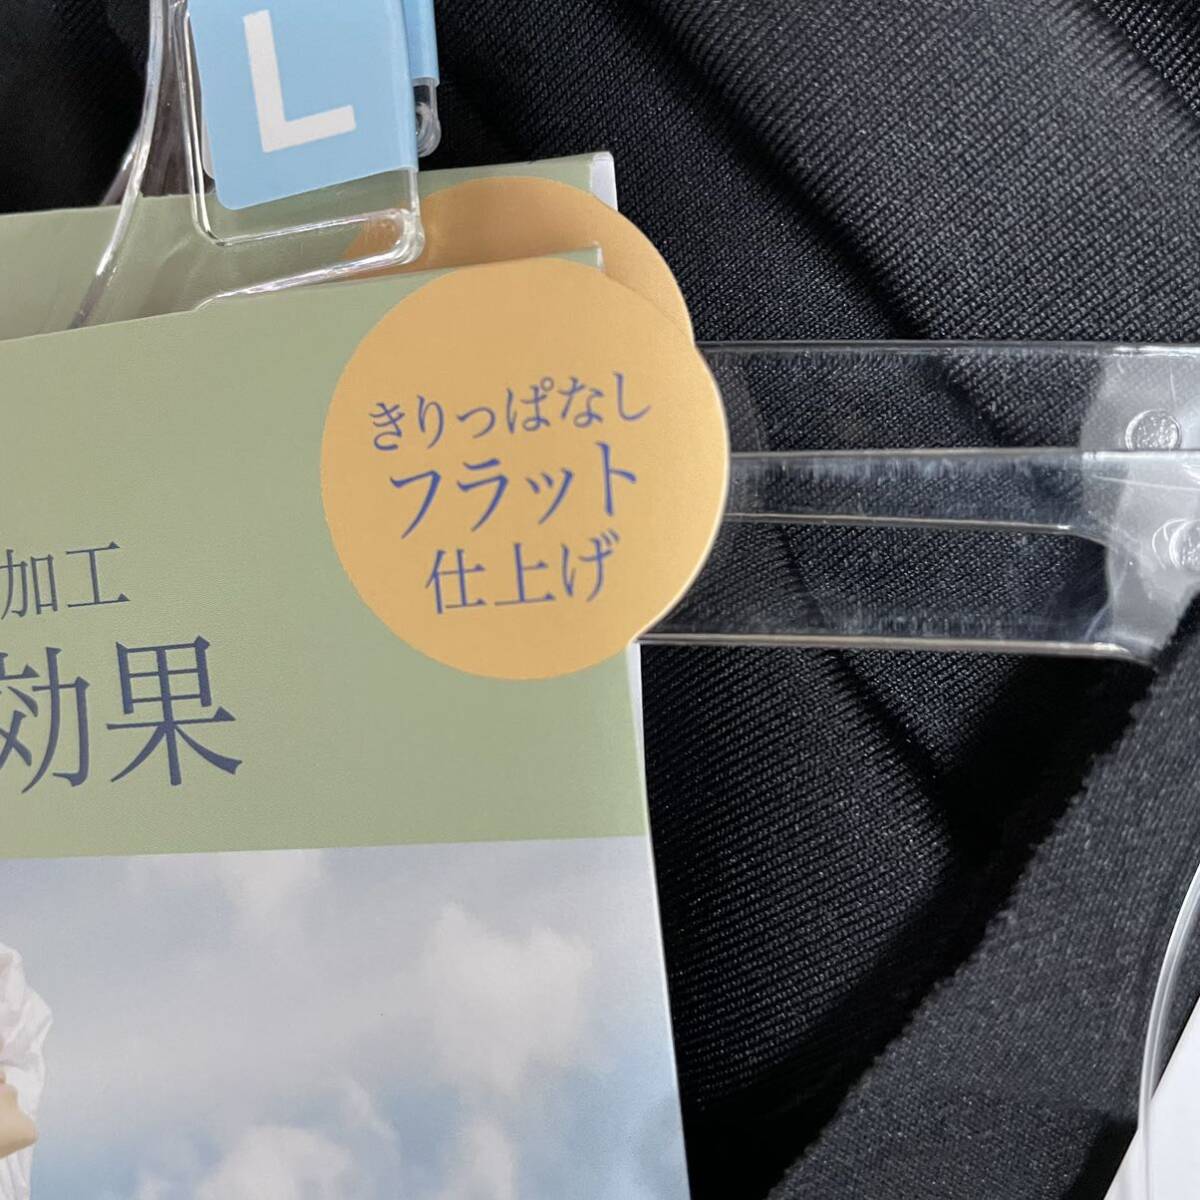 L
きりっぱなし
フラット
仕上げ
加工
効果